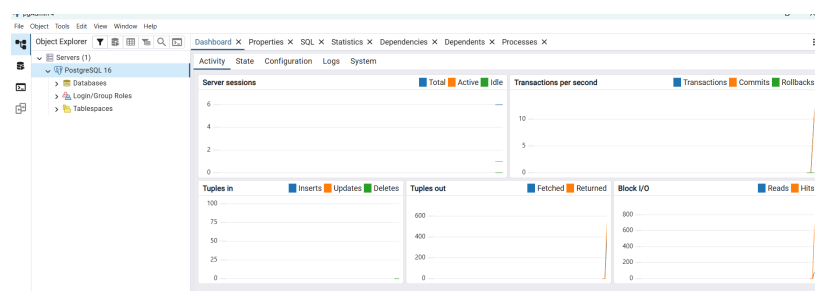 pgAdmin 4
File Object Tools Edit View Window Help
Object Explorer
Dashboard Properties SQL Statistics Dependencies Dependents Processes
Servers (1)
PostgreSQL 16
Databases
Login/Group Roles
Tablespaces
Activity State Configuration Logs System
Server sessions Total Active Idle
6
4
2
0
Transactions per second Transactions Commits Rollbacks
10
5
0
Tuples in Inserts Updates Deletes
100
75
50
25
0
Tuples out Fetched Returned
600
400
200
0
Block I/O Reads Hits
800
600
400
200
0